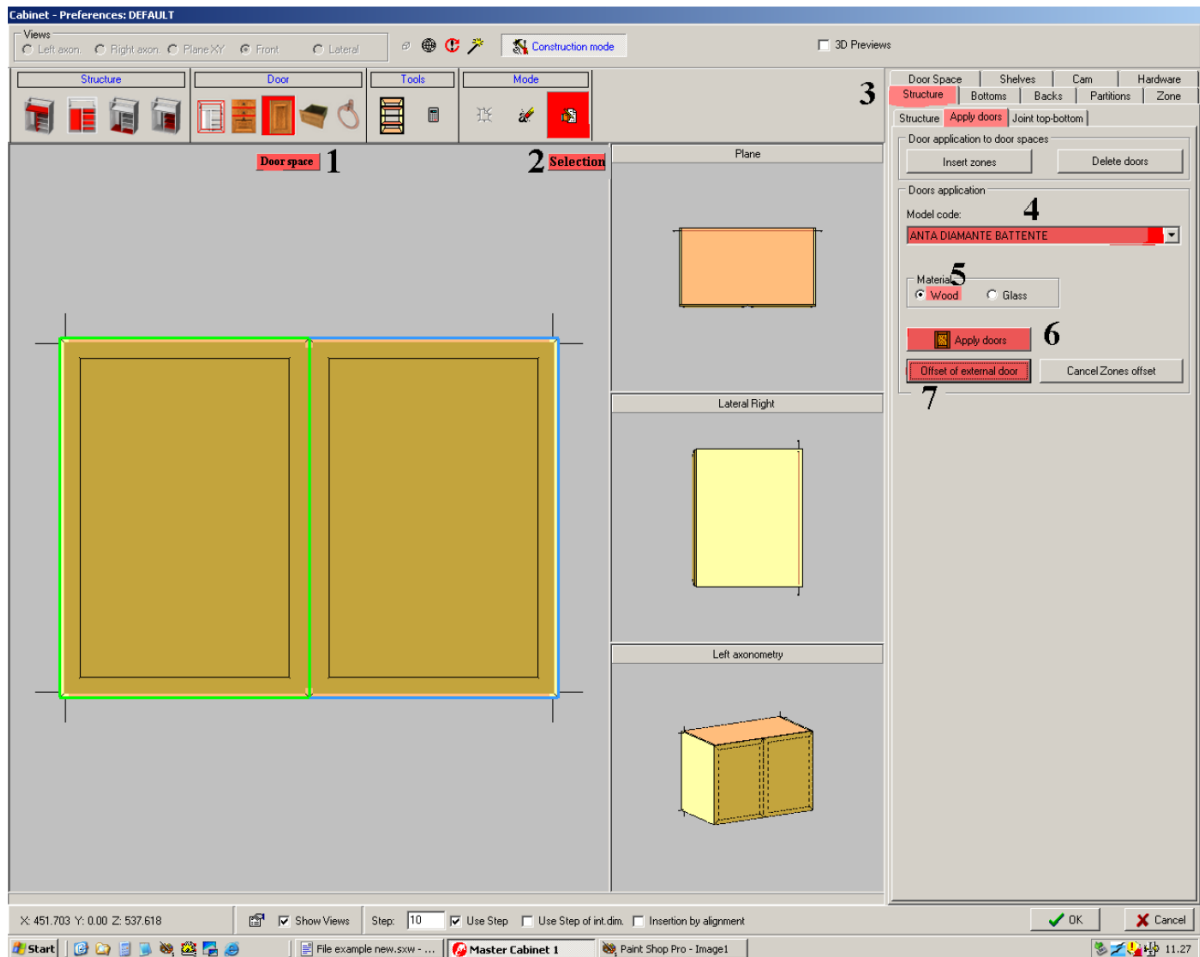 Cabinet - Preferences: DEFAULT
Views
Left axon. Right axon Plane XY Front Lateral
Construction mode
3D Previews
Structure Door Tools Mode
3
Door Space Shelves Cam Hardware
Structure Bottoms Backs Partitions Zone
Structure Apply doors Joint top-bottom
Door application to door spaces
Insert zones Delete doors
Door space 1
2 Selection
Plane
Doors application
Model code: 4
ANTA DIAMANTE BATTENTE
Material 5
Wood Glass
Apply doors 6
Offset of external door Cancel Zones offset
7
Lateral Right
Left axonometry
X: 451.703 Y: 0.00 Z: 537.618
Show Views Step: 10 Use Step Use Step of int.dim. Insertion by alignment
OK Cancel
Start File example new.sxw - ... Master Cabinet 1 Paint Shop Pro - Image1 11.27